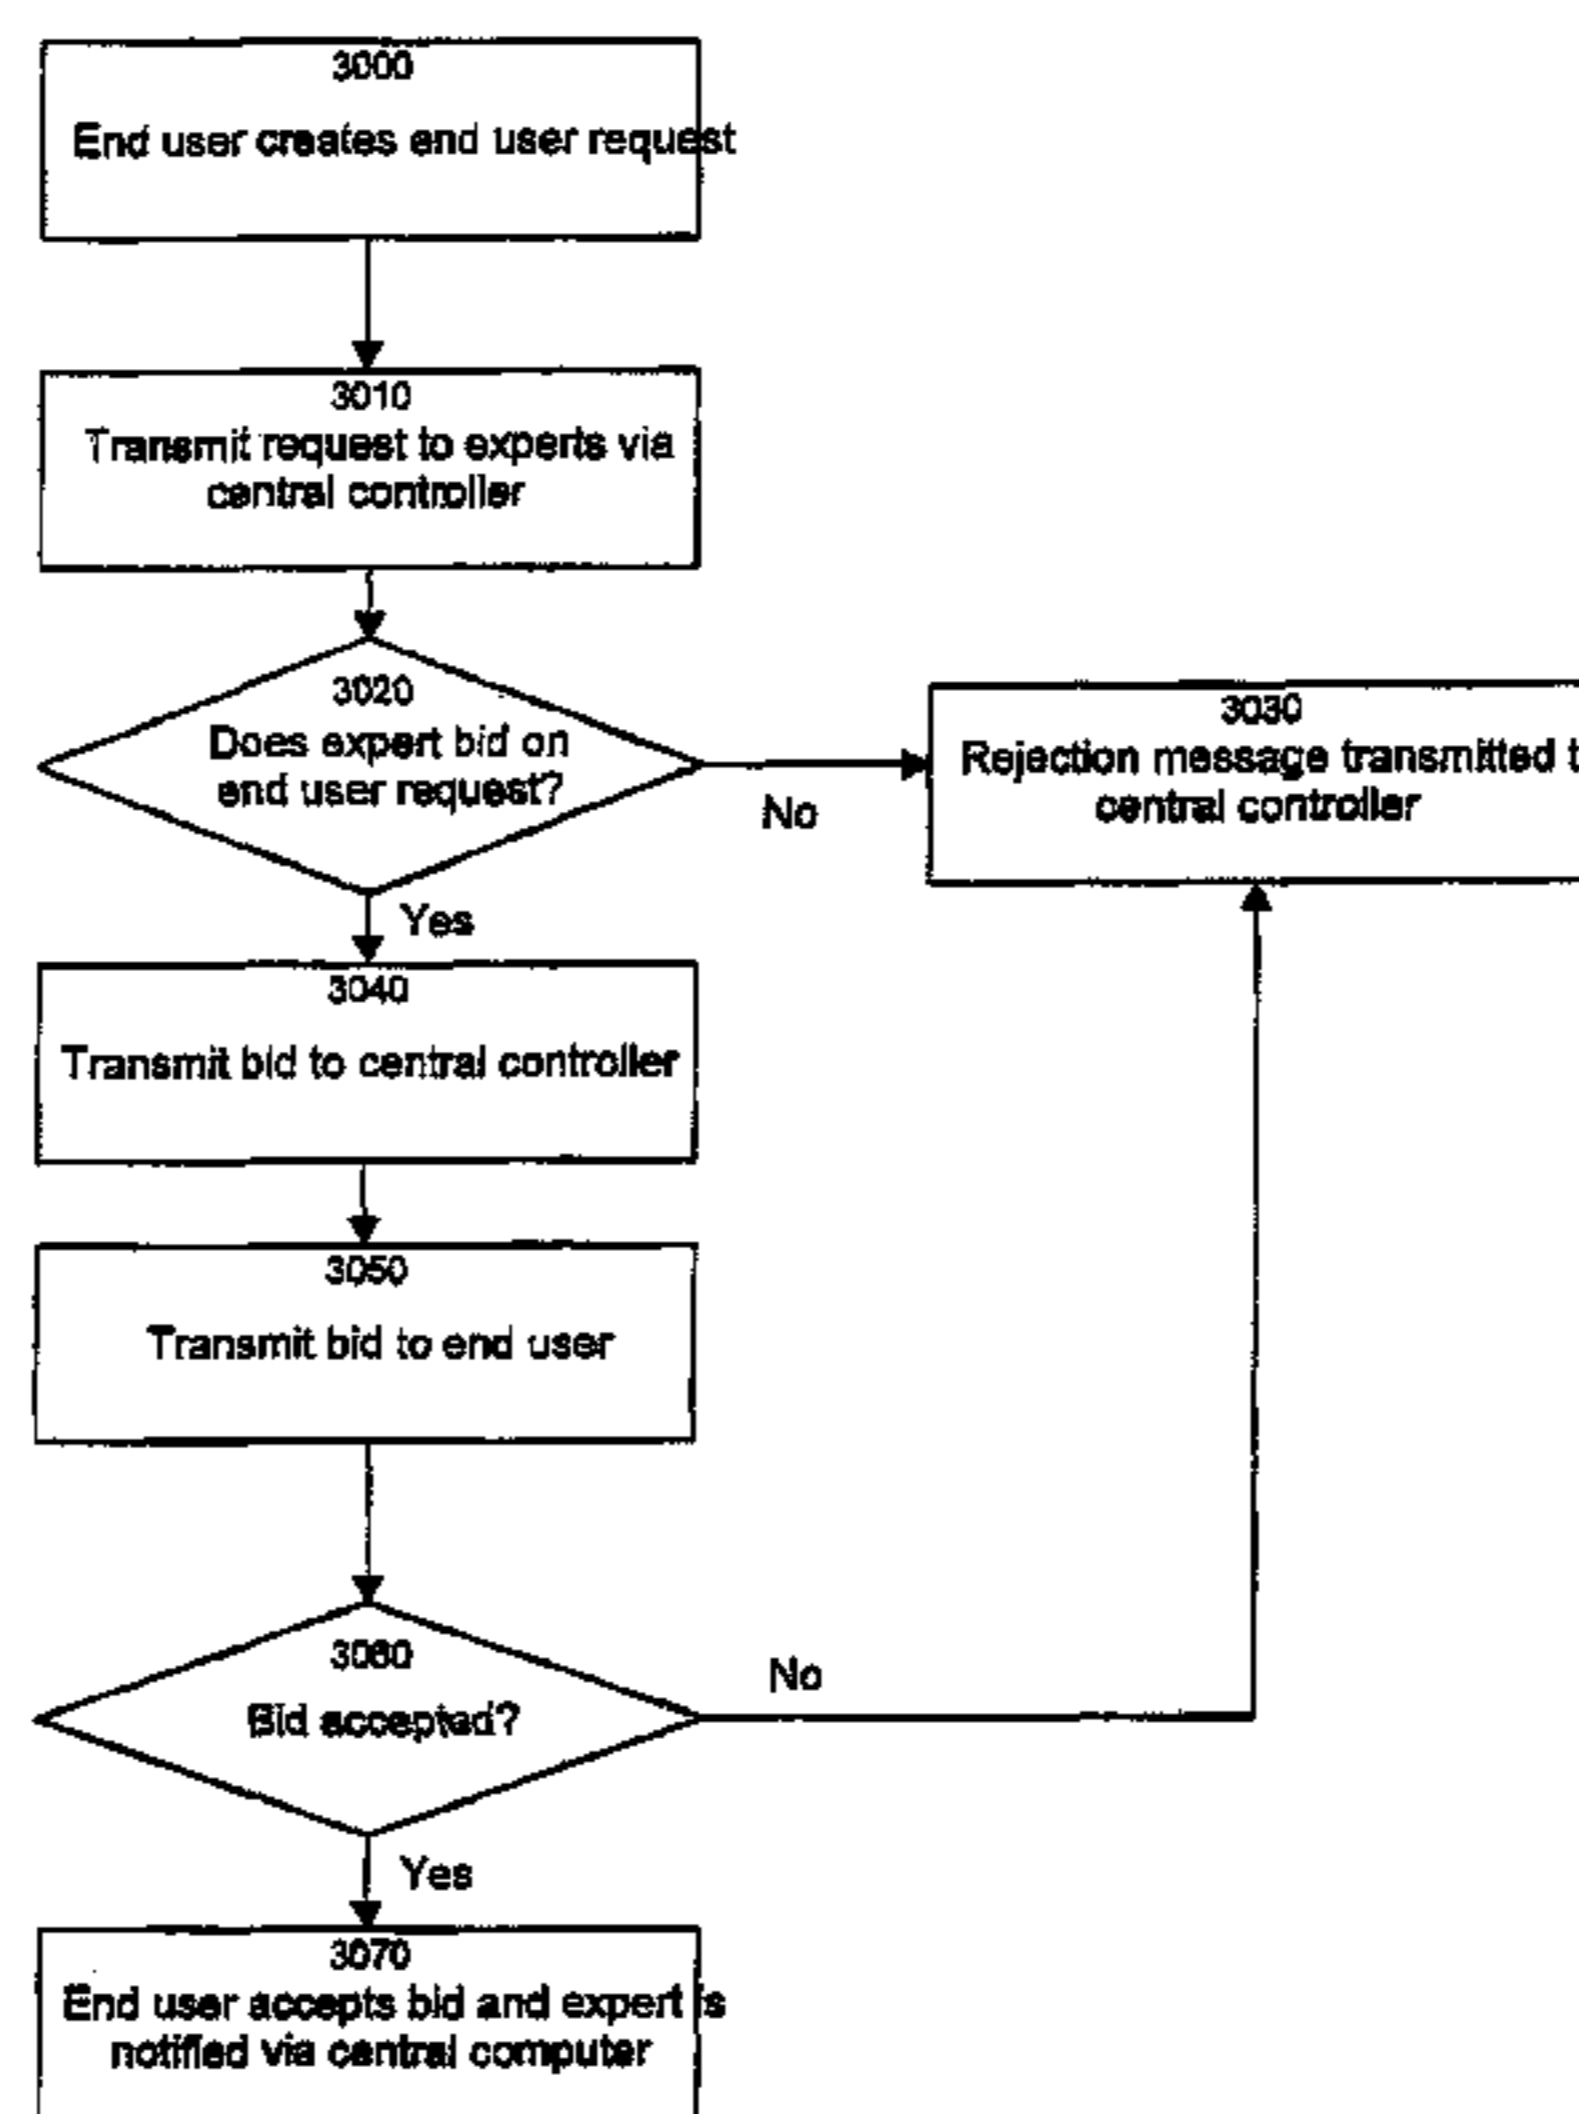 3000
End user creates end user request
3010
Transmit request to experts via
central controller
3020
Does expert bid on
end user request?
No
3030
Rejection message transmitted t
central controller
Yes
3040
Transmit bid to central controller
3050
Transmit bid to end user
3060
Bid accepted?
No
Yes
3070
End user accepts bid and expert is
notified via central computer